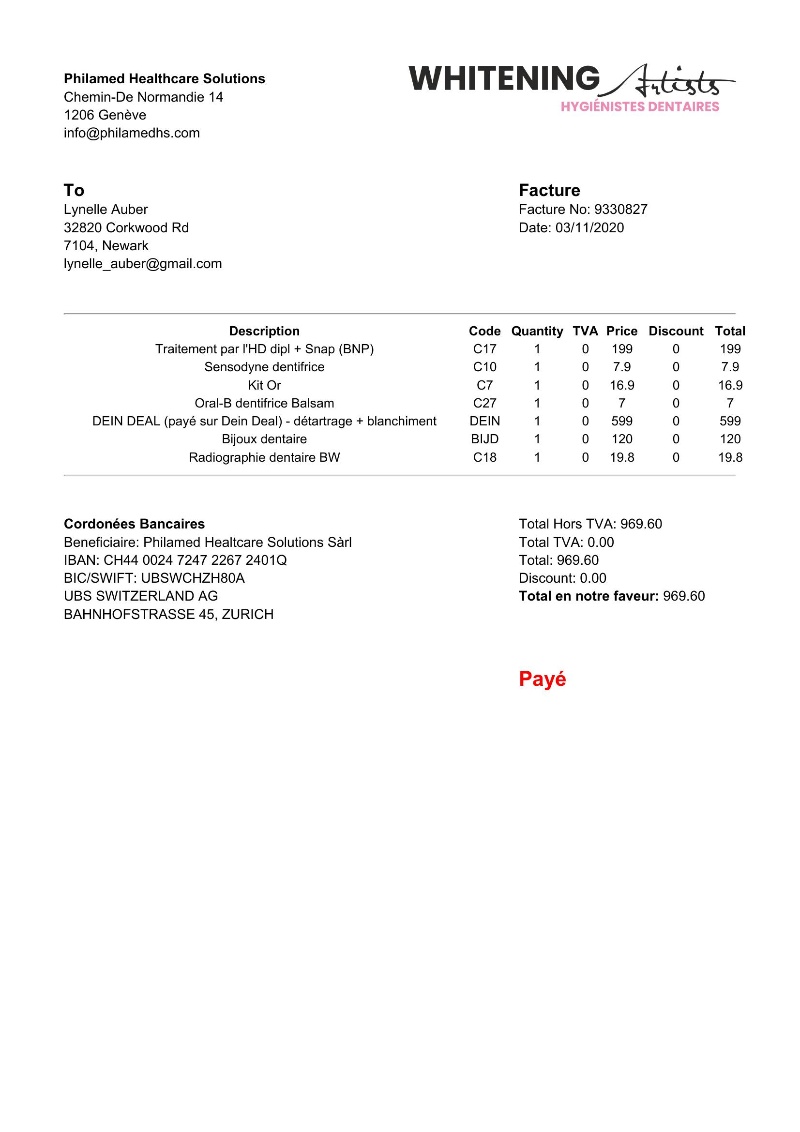 Philamed Healthcare Solutions
Chemin-De Normandie 14
1206 Genève
info@philamedhs.com
WHITENING Artists
HYGIÉNISTES DENTAIRES
To
Lynelle Auber
32820 Corkwood Rd
7104, Newark
lynelle_auber@gmail.com
Facture
Facture No: 9330827
Date: 03/11/2020
Description Code Quantity TVA Price Discount Total
Traitement par l'HD dipl + Snap (BNP) C17 1 0 199 0 199
Sensodyne dentifrice C10 1 0 7.9 0 7.9
Kit Or C7 1 0 16.9 0 16.9
Oral-B dentifrice Balsam C27 1 0 7 0 7
DEIN DEAL (payé sur Dein Deal) - détartrage + blanchiment DEIN 1 0 599 0 599
Bijoux dentaire BIJD 1 0 120 0 120
Radiographie dentaire BW C18 1 0 19.8 0 19.8
Cordonées Bancaires
Beneficiaire: Philamed Healtcare Solutions Sàrl
IBAN: CH44 0024 7247 2267 2401Q
BIC/SWIFT: UBSWCHZH80A
UBS SWITZERLAND AG
BAHNHOFSTRASSE 45, ZURICH
Total Hors TVA: 969.60
Total TVA: 0.00
Total: 969.60
Discount: 0.00
Total en notre faveur: 969.60
Payé